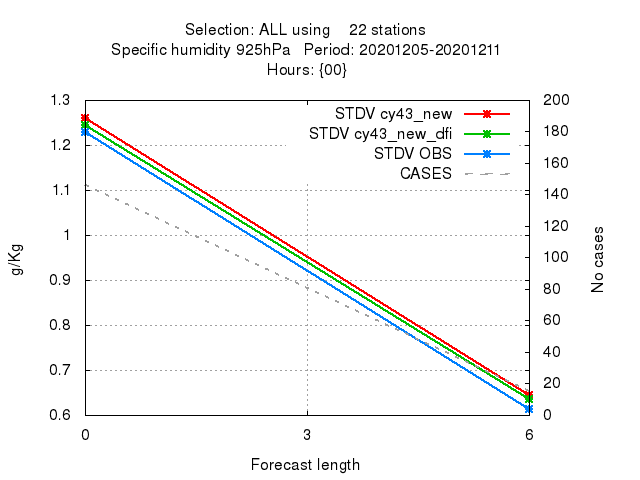 Selection: ALL using    22 stations
Specific humidity 925hPa   Period: 20201205-20201211
Hours: {00}
1.3
1.2
1.1
1
0.9
0.8
0.7
0.6
g/Kg
STDV cy43_new
STDV cy43_new_dfi
STDV OBS
CASES
200
180
160
140
120
100
80
60
40
20
0
No cases
0 3 6
Forecast length